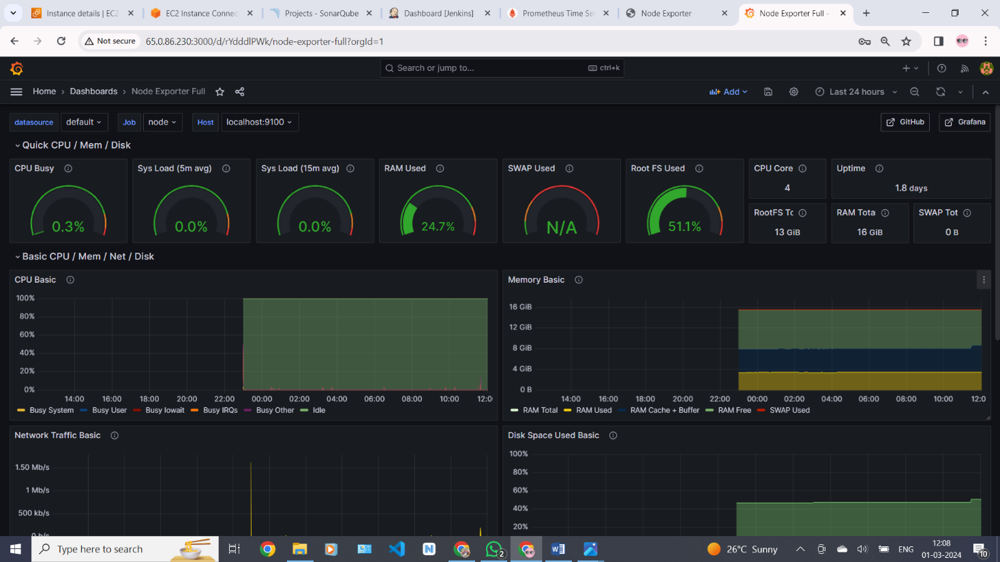 Instance details | EC2
EC2 Instance Connect
Projects - SonarQube
Dashboard [Jenkins]
Prometheus Time Se
Node Exporter
Node Exporter Full -
Not secure
65.0.86.230:3000/d/rYdddlPWk/node-exporter-full?orgId=1
Search or jump to...
ctrl+k
Home › Dashboards › Node Exporter Full
Add
Last 24 hours
datasource default Job node Host localhost:9100
GitHub
Grafana
Quick CPU / Mem / Disk
CPU Busy
0.3%
Sys Load (5m avg)
0.0%
Sys Load (15m avg)
0.0%
RAM Used
24.7%
SWAP Used
N/A
Root FS Used
51.1%
CPU Core
4
Uptime
1.8 days
RootFS To
13 GiB
RAM Tota
16 GiB
SWAP Tot
0 B
Basic CPU / Mem / Net / Disk
CPU Basic
100%
80%
60%
40%
20%
0%
14:00 16:00 18:00 20:00 22:00 00:00 02:00 04:00 06:00 08:00 10:00 12:00
Busy System Busy User Busy Iowait Busy IRQs Busy Other Idle
Memory Basic
16 GiB
12 GiB
8 GiB
4 GiB
0 B
14:00 16:00 18:00 20:00 22:00 00:00 02:00 04:00 06:00 08:00 10:00 12:0
RAM Total RAM Used RAM Cache + Buffer RAM Free SWAP Used
Network Traffic Basic
1.50 Mb/s
1 Mb/s
500 kb/s
0 b/s
Disk Space Used Basic
100%
80%
60%
40%
20%
Type here to search
2
26°C Sunny
ENG
12:08
01-03-2024
10